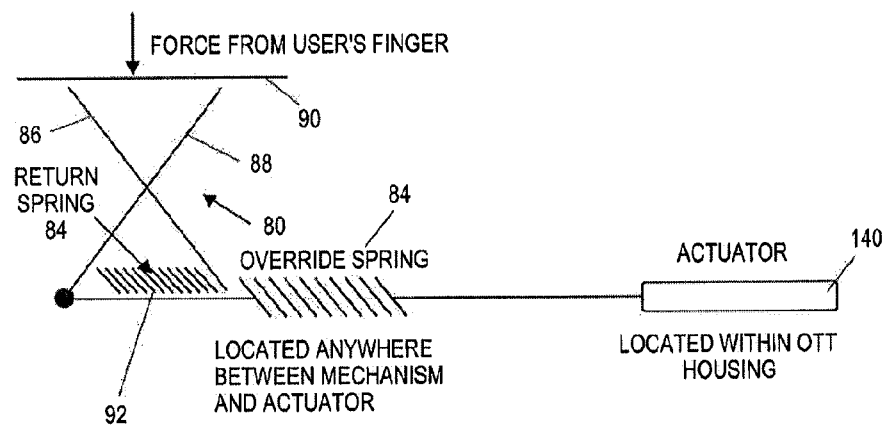 FORCE FROM USER'S FINGER
90
86
88
RETURN
SPRING
84
80
84
OVERRIDE SPRING
ACTUATOR
140
LOCATED ANYWHERE
BETWEEN MECHANISM
AND ACTUATOR
LOCATED WITHIN OTT
HOUSING
92